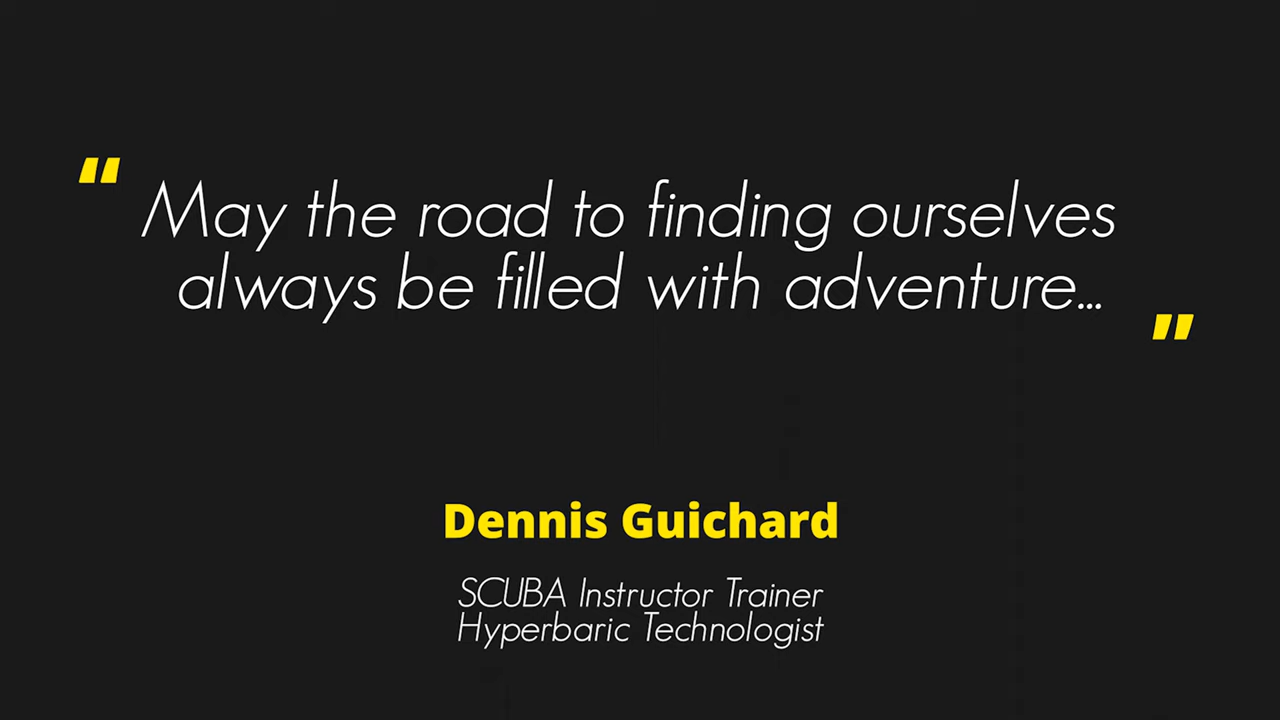 "May the road to finding ourselves
always be filled with adventure..."
Dennis Guichard
SCUBA Instructor Trainer
Hyperbaric Technologist